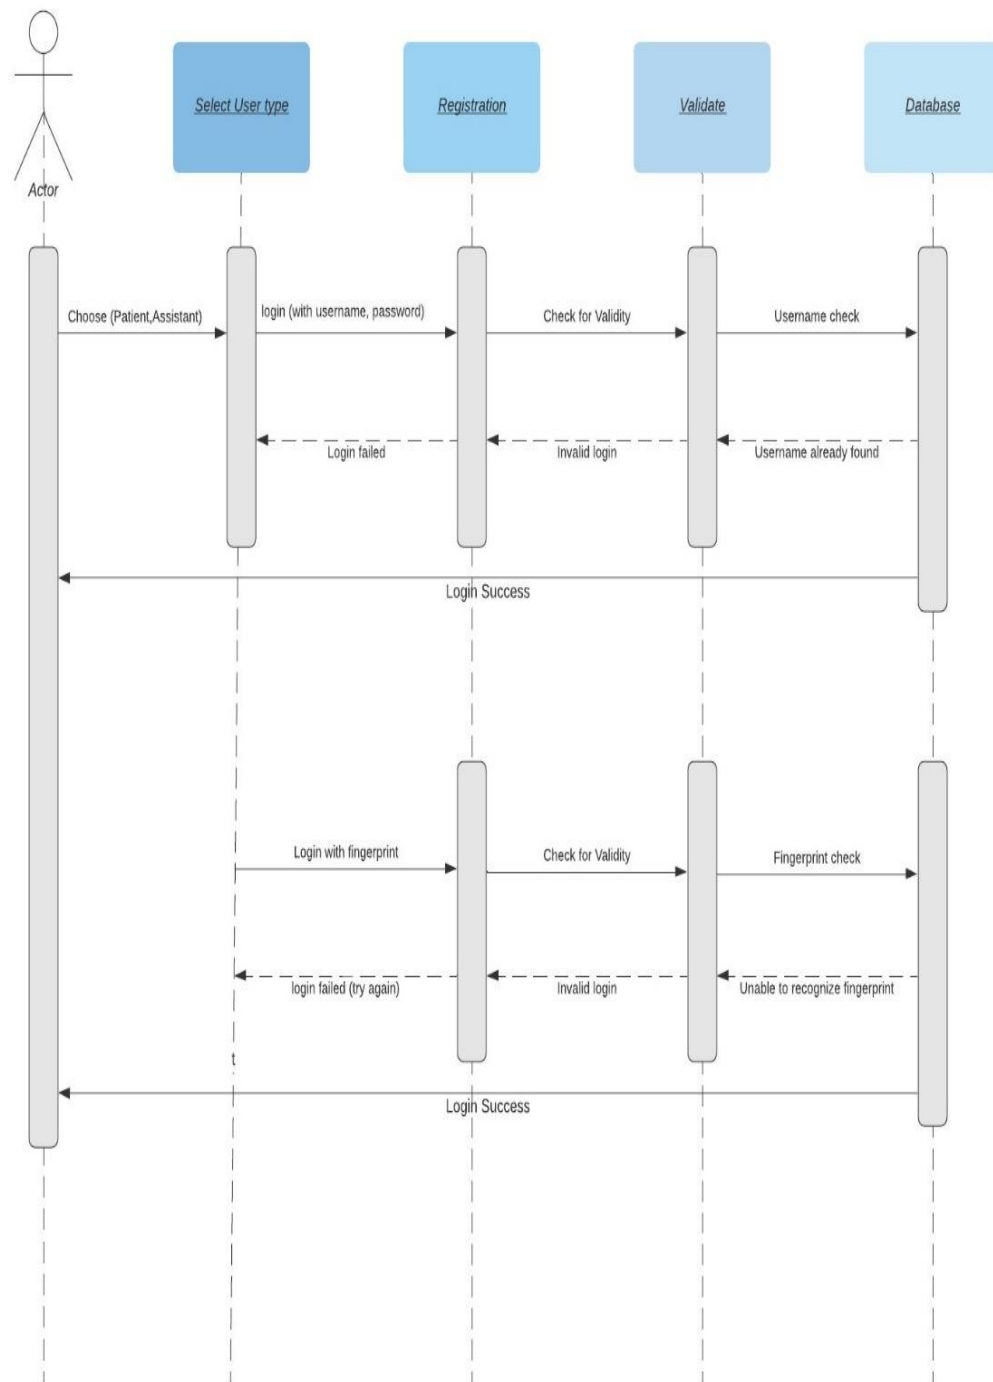 Select User type
Registration
Validate
Database
Actor
Choose (Patient,Assistant)
login (with username, password)
Check for Validity
Username check
Login failed
Invalid login
Username already found
Login Success
Login with fingerprint
Check for Validity
Fingerprint check
login failed (try again)
Invalid login
Unable to recognize fingerprint
t
Login Success